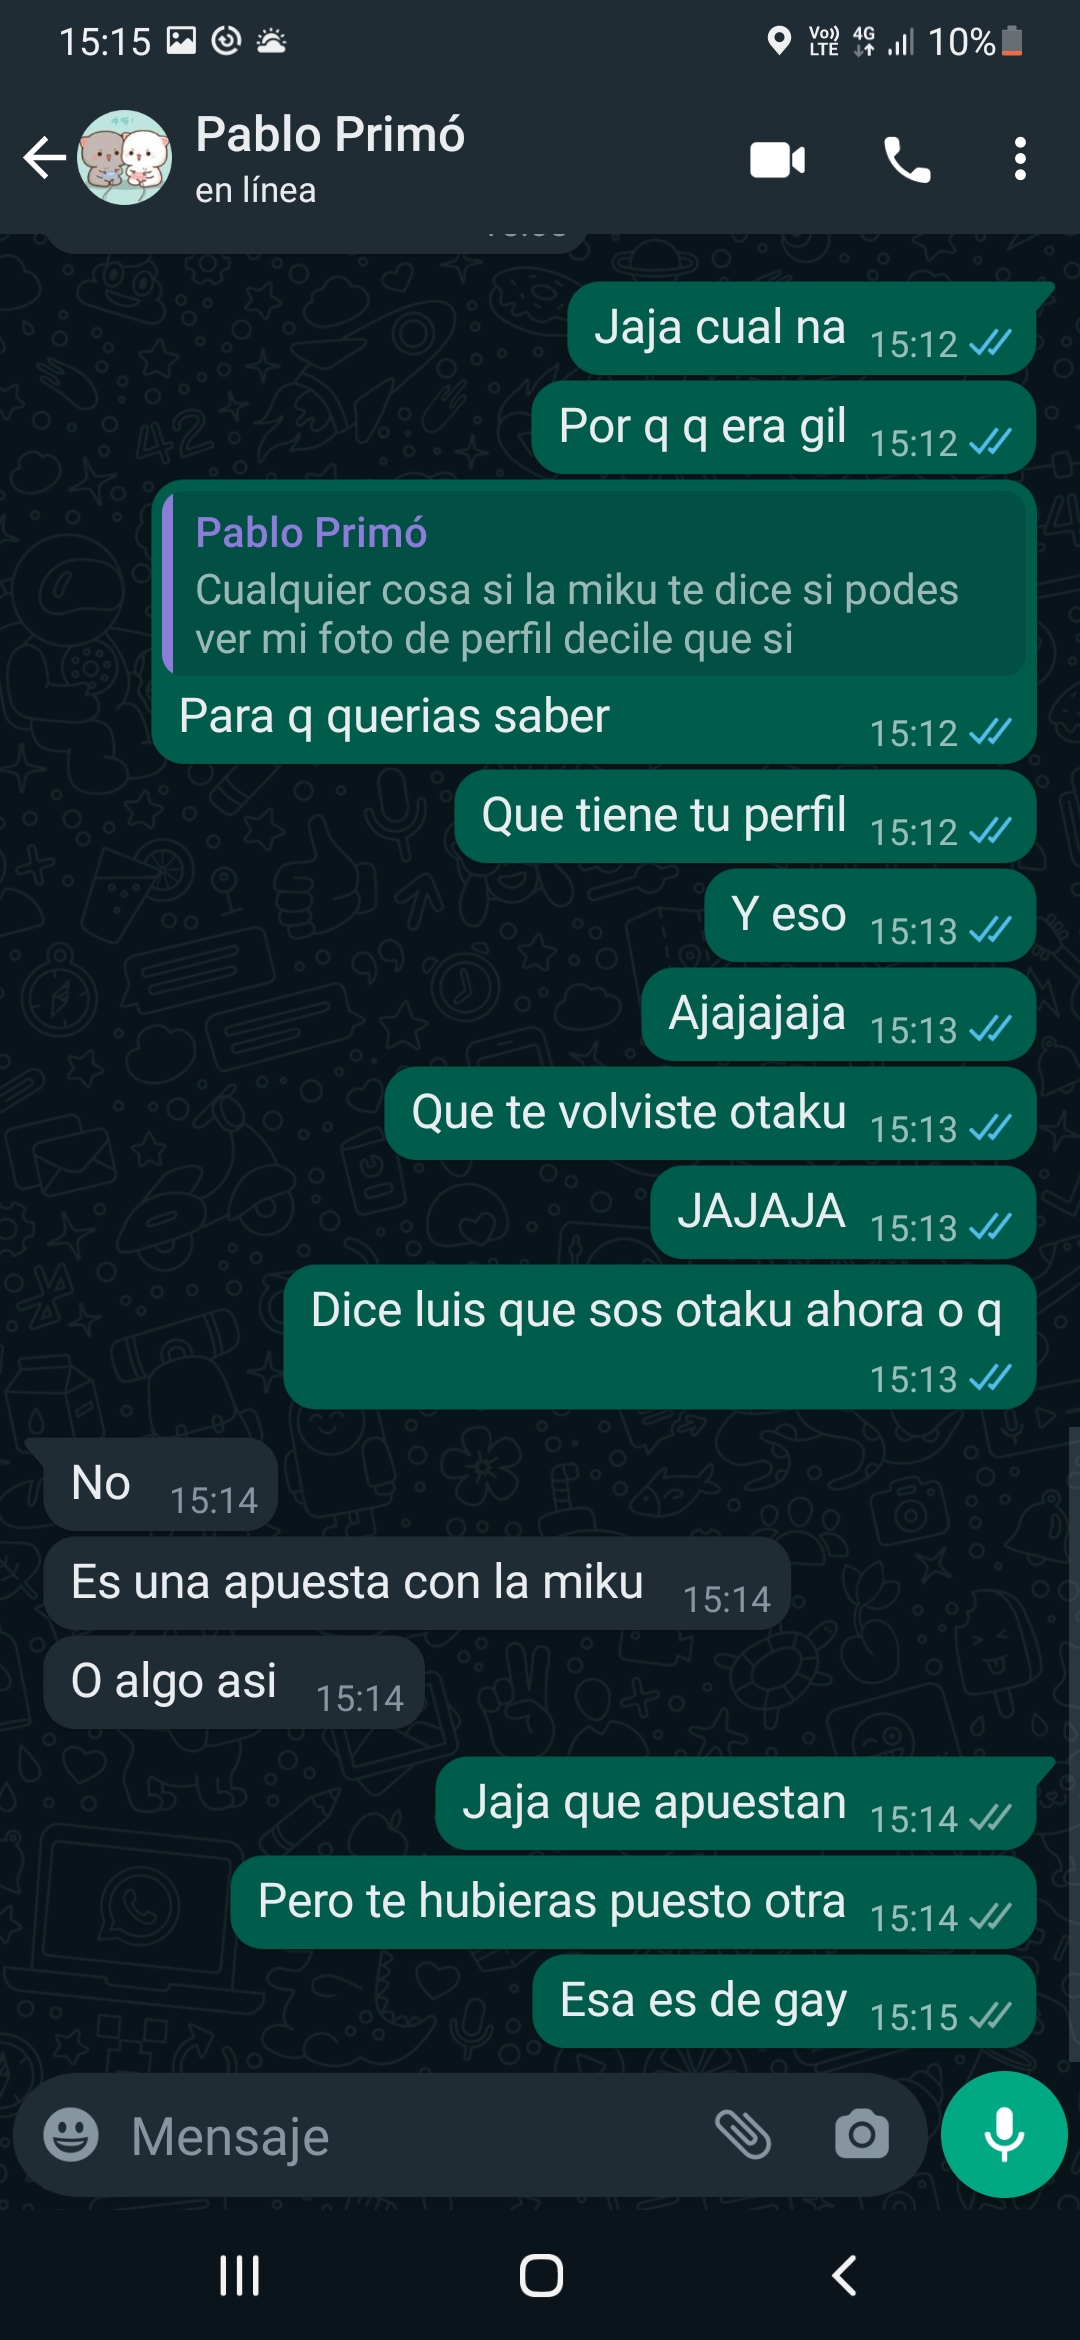 15:15
Vo)) LTE 4G 10%
Pablo Primó
en línea
Jaja cual na 15:12
Por q q era gil 15:12
Pablo Primó
Cualquier cosa si la miku te dice si podes
ver mi foto de perfil decile que si
Para q querias saber 15:12
Que tiene tu perfil 15:12
Y eso 15:13
Ajajajaja 15:13
Que te volviste otaku 15:13
JAJAJA 15:13
Dice luis que sos otaku ahora o q
15:13
No 15:14
Es una apuesta con la miku 15:14
O algo asi 15:14
Jaja que apuestan 15:14
Pero te hubieras puesto otra 15:14
Esa es de gay 15:15
Mensaje